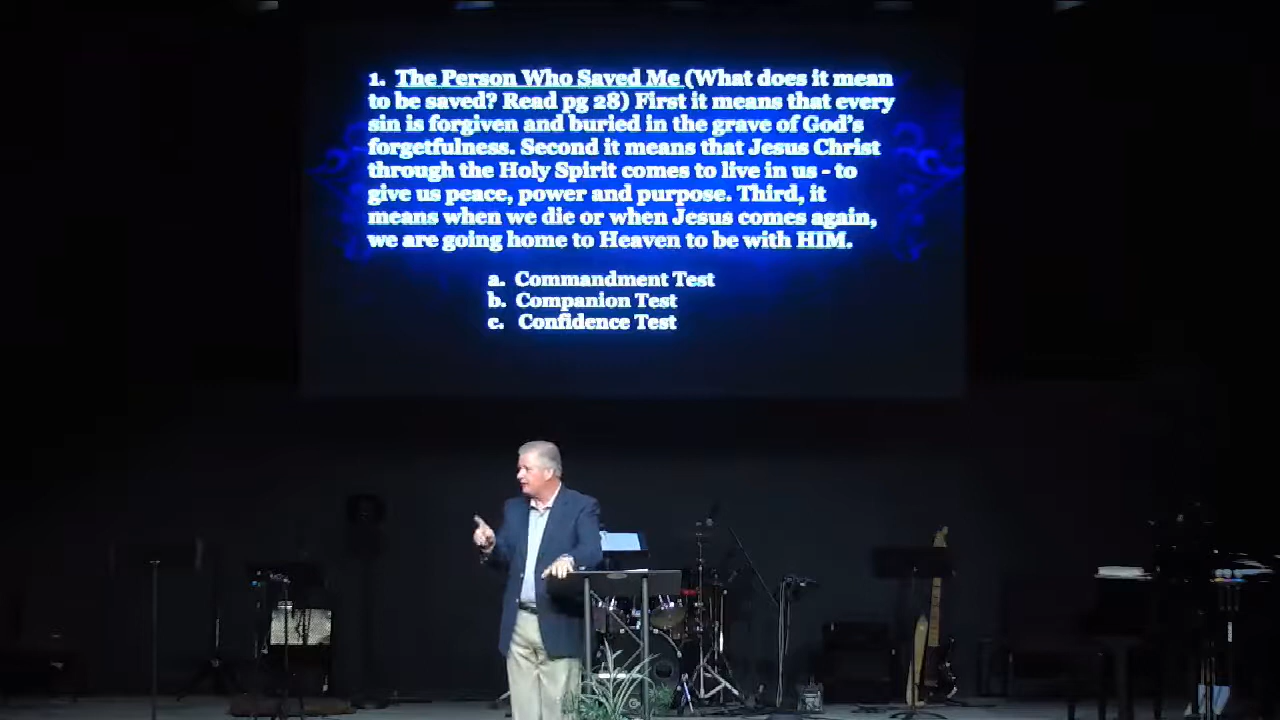 1. The Person Who Saved Me (What does it mean
to be saved? Read pg 28) First it means that every
sin is forgiven and buried in the grave of God's
forgetfulness. Second it means that Jesus Christ
through the Holy Spirit comes to live in us - to
give us peace, power and purpose. Third, it
means when we die or when Jesus comes again,
we are going home to Heaven to be with HIM.
a. Commandment Test
b. Companion Test
c. Confidence Test